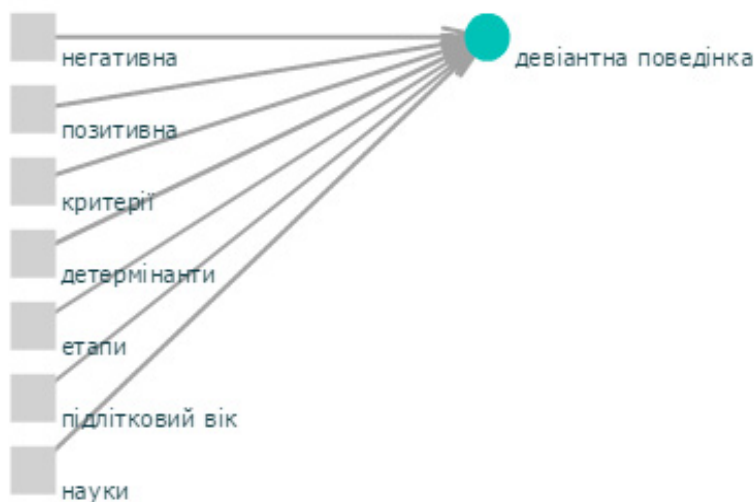 негативна
девіантна поведінка
позитивна
критерії
детермінанти
етапи
підлітковий вік
науки